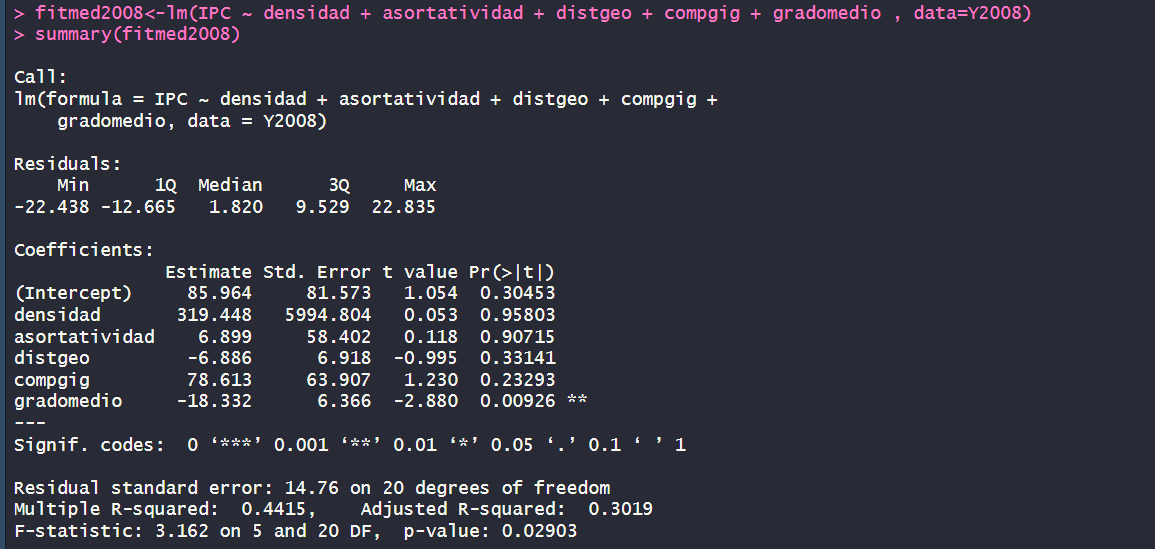 > fitmed2008<-lm(IPC ~ densidad + asortatividad + distgeo + compgig + gradomedio , data=Y2008)
> summary(fitmed2008)
Call:
lm(formula = IPC ~ densidad + asortatividad + distgeo + compgig +
    gradomedio, data = Y2008)
Residuals:
    Min      1Q  Median      3Q     Max
-22.438 -12.665   1.820   9.529  22.835
Coefficients:
              Estimate Std. Error t value Pr(>|t|)
(Intercept)     85.964     81.573   1.054  0.30453
densidad       319.448   5994.804   0.053  0.95803
asortatividad    6.899     58.402   0.118  0.90715
distgeo         -6.886      6.918  -0.995  0.33141
compgig         78.613     63.907   1.230  0.23293
gradomedio     -18.332      6.366  -2.880  0.00926 **
---
Signif. codes:  0 ‘***’ 0.001 ‘**’ 0.01 ‘*’ 0.05 ‘.’ 0.1 ‘ ’ 1
Residual standard error: 14.76 on 20 degrees of freedom
Multiple R-squared:  0.4415,    Adjusted R-squared:  0.3019
F-statistic: 3.162 on 5 and 20 DF,  p-value: 0.02903